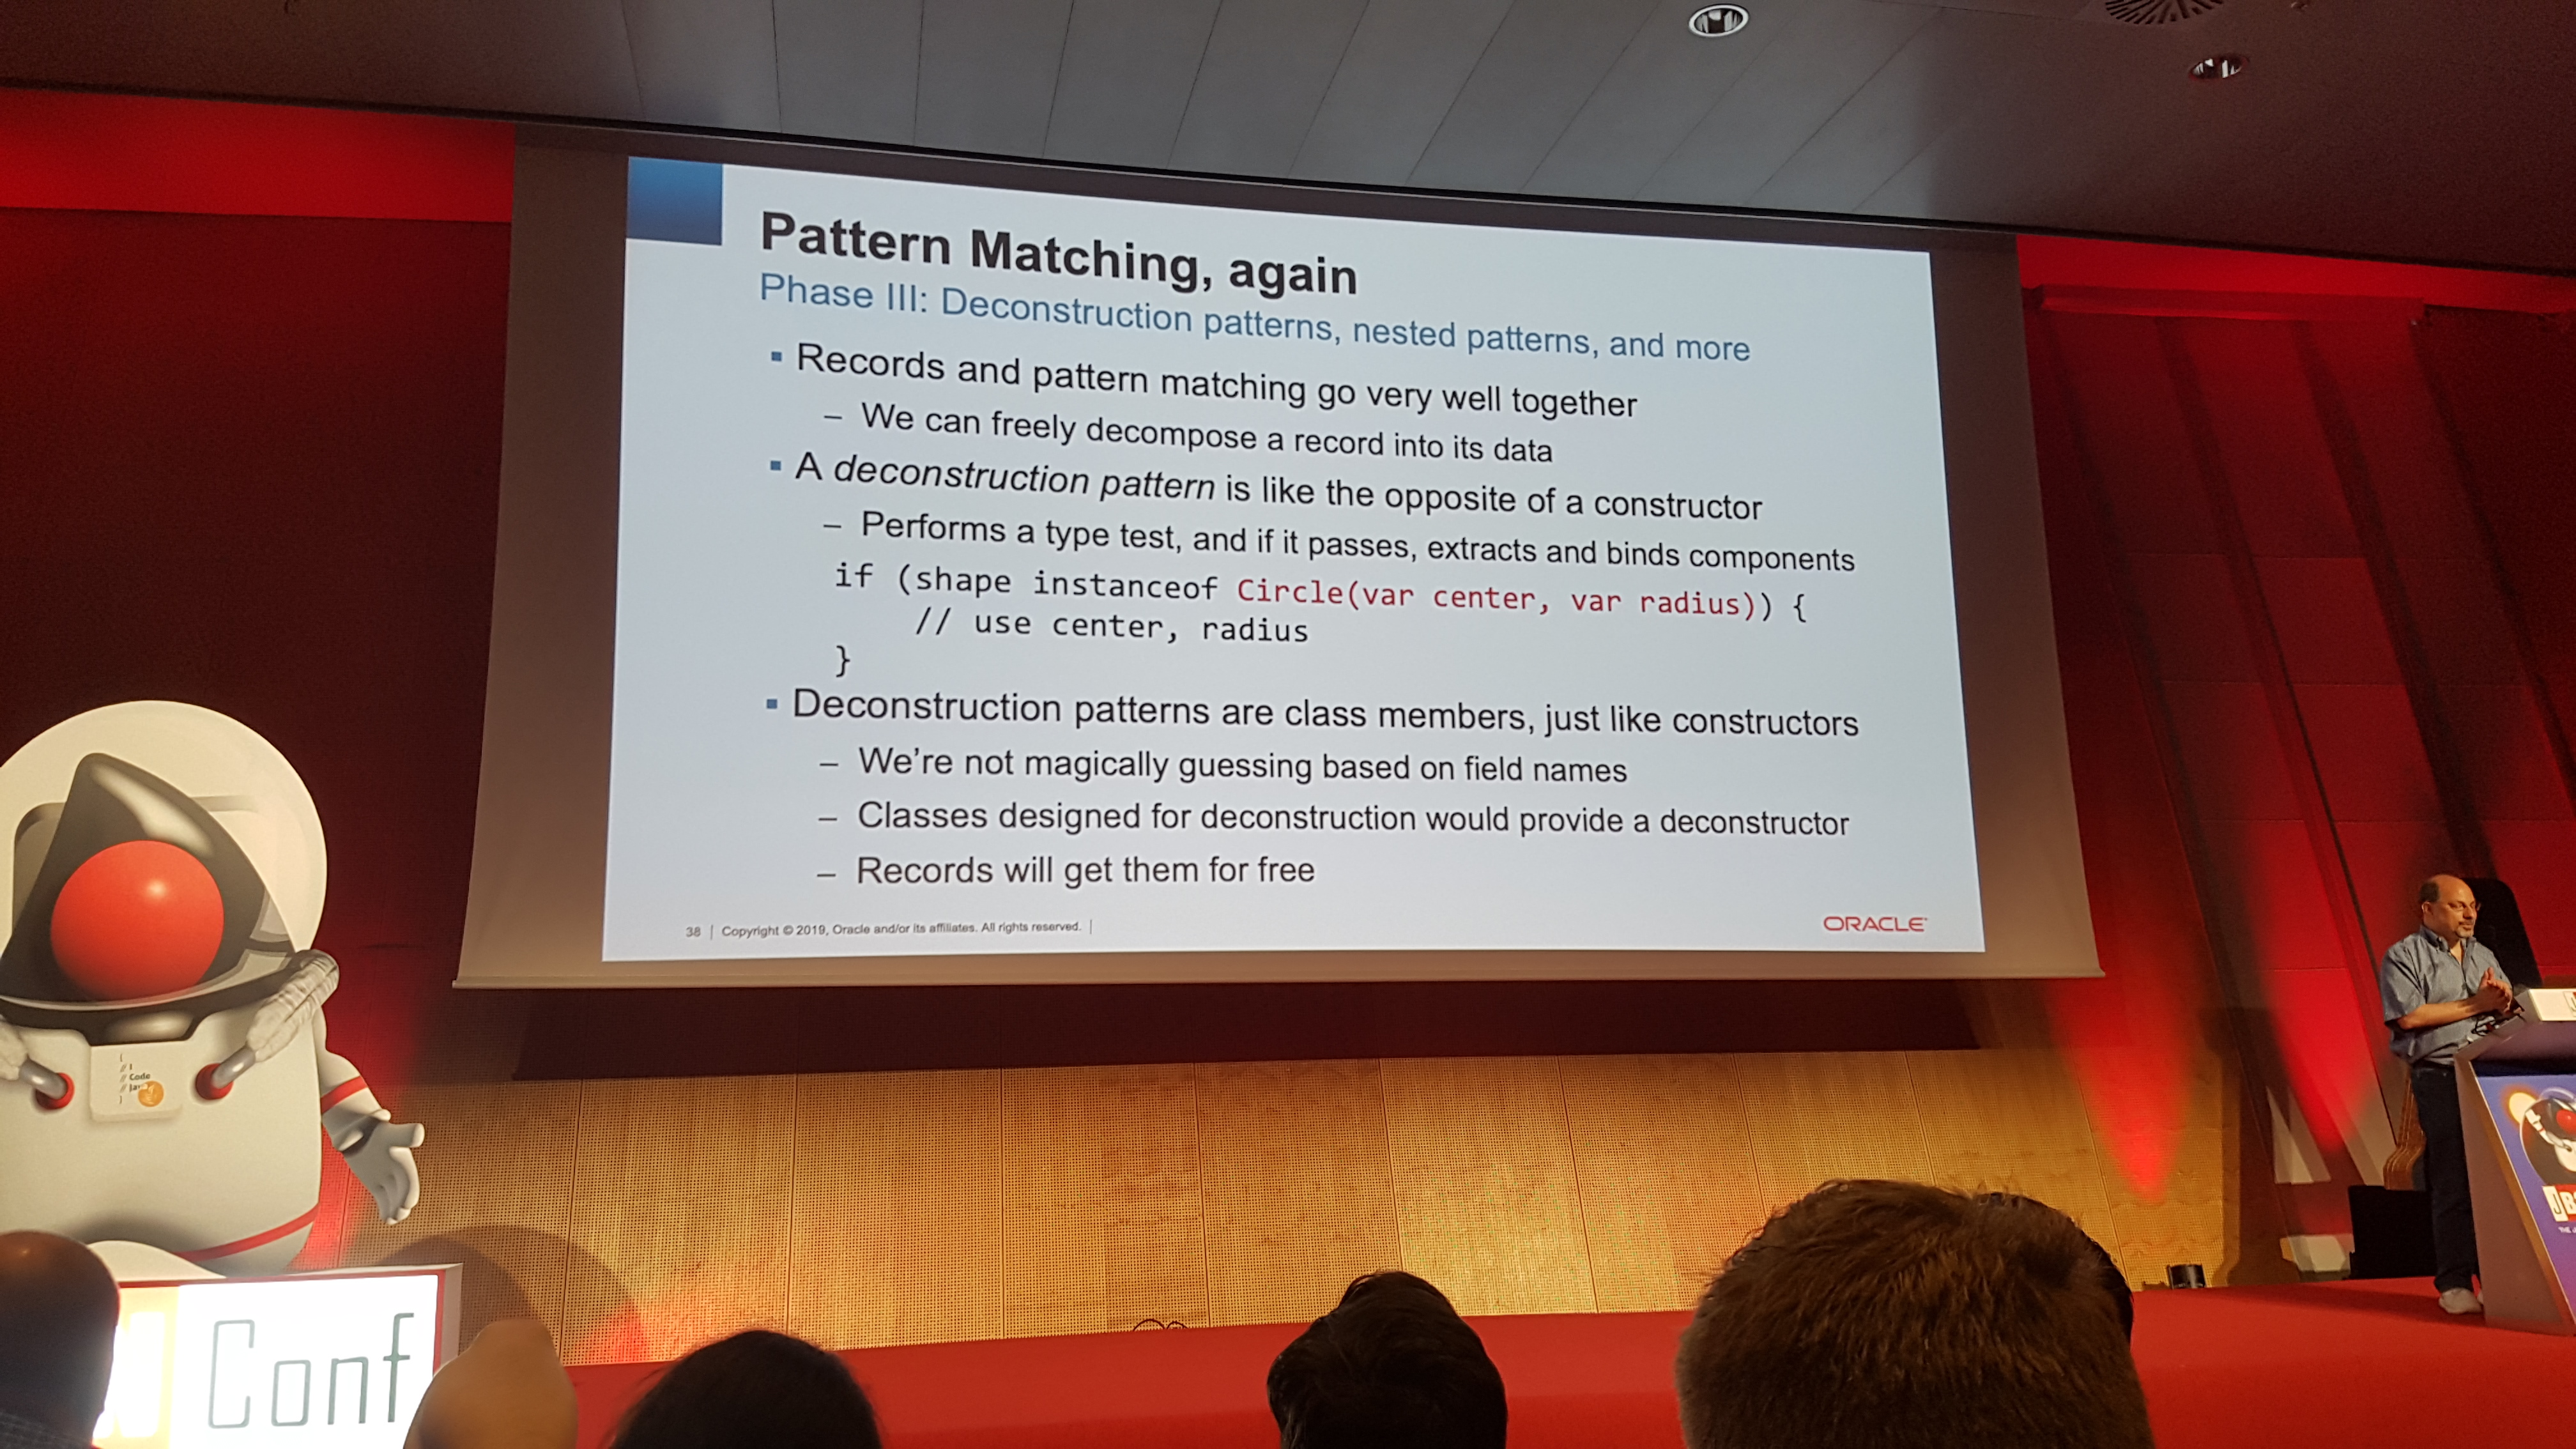 Pattern Matching, again
Phase III: Deconstruction patterns, nested patterns, and more
▪ Records and pattern matching go very well together
– We can freely decompose a record into its data
▪ A deconstruction pattern is like the opposite of a constructor
– Performs a type test, and if it passes, extracts and binds components
if (shape instanceof Circle(var center, var radius)) {
// use center, radius
}
▪ Deconstruction patterns are class members, just like constructors
– We're not magically guessing based on field names
– Classes designed for deconstruction would provide a deconstructor
– Records will get them for free
38 | Copyright © 2019, Oracle and/or its affiliates. All rights reserved. |
ORACLE
{
// I
// Code
// Java
}
Conf